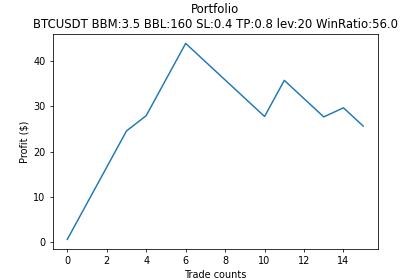 Portfolio
BTCUSDT BBM:3.5 BBL:160 SL:0.4 TP:0.8 lev:20 WinRatio:56.0
Profit ($)
40
30
20
10
0
0 2 4 6 8 10 12 14
Trade counts